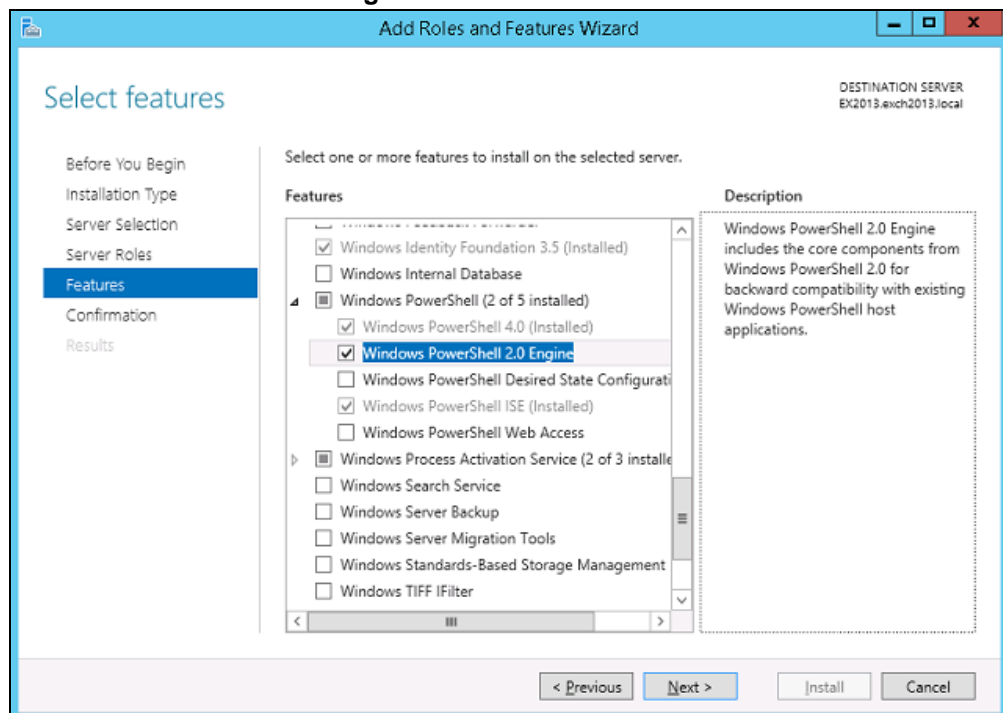 Add Roles and Features Wizard
Select features
DESTINATION SERVER
EX2013.exch2013.local
Before You Begin
Installation Type
Server Selection
Server Roles
Features
Confirmation
Results
Select one or more features to install on the selected server.
Features
Windows Identity Foundation 3.5 (Installed)
Windows Internal Database
Windows PowerShell (2 of 5 installed)
Windows PowerShell 4.0 (Installed)
Windows PowerShell 2.0 Engine
Windows PowerShell Desired State Configurati
Windows PowerShell ISE (Installed)
Windows PowerShell Web Access
Windows Process Activation Service (2 of 3 installe
Windows Search Service
Windows Server Backup
Windows Server Migration Tools
Windows Standards-Based Storage Management
Windows TIFF IFilter
Description
Windows PowerShell 2.0 Engine
includes the core components from
Windows PowerShell 2.0 for
backward compatibility with existing
Windows PowerShell host
applications.
< Previous
Next >
Install
Cancel